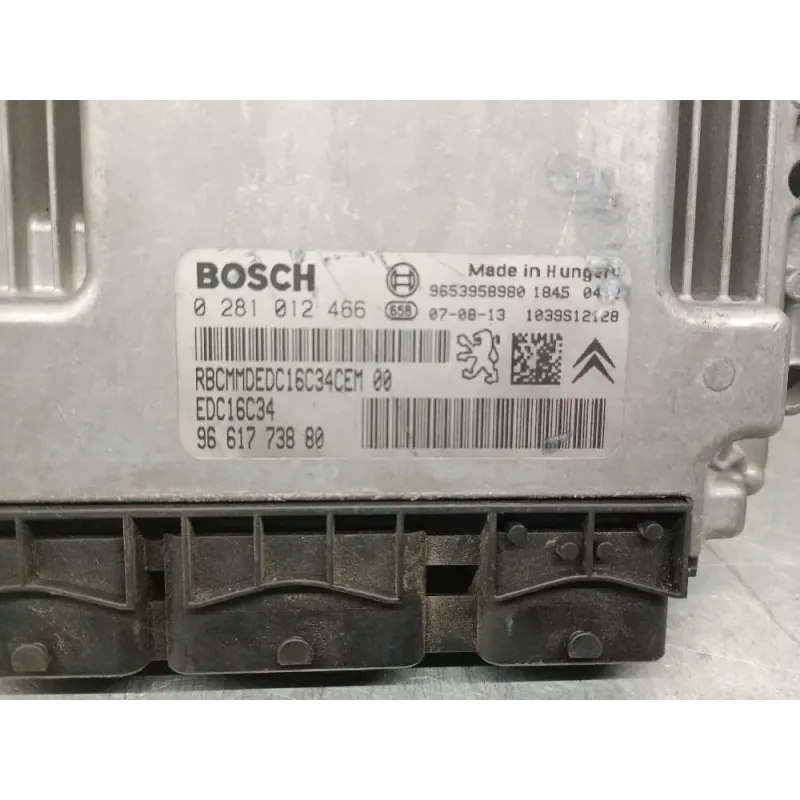 BOSCH
Made in Hungary
9653958980 1845
0 281 012 466 658 07-08-13 1039S12128
RBCMMDEDC16C34CEM 00
EDC16C34
96 617 738 80